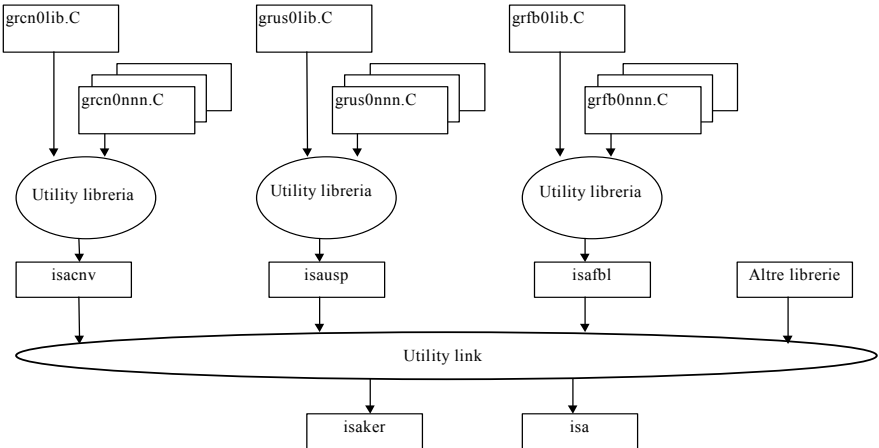 grcn0lib.C
grus0lib.C
grfb0lib.C
grcn0nnn.C
grus0nnn.C
grfb0nnn.C
Utility libreria
Utility libreria
Utility libreria
isacnv
isausp
isafbl
Altre librerie
Utility link
isaker
isa